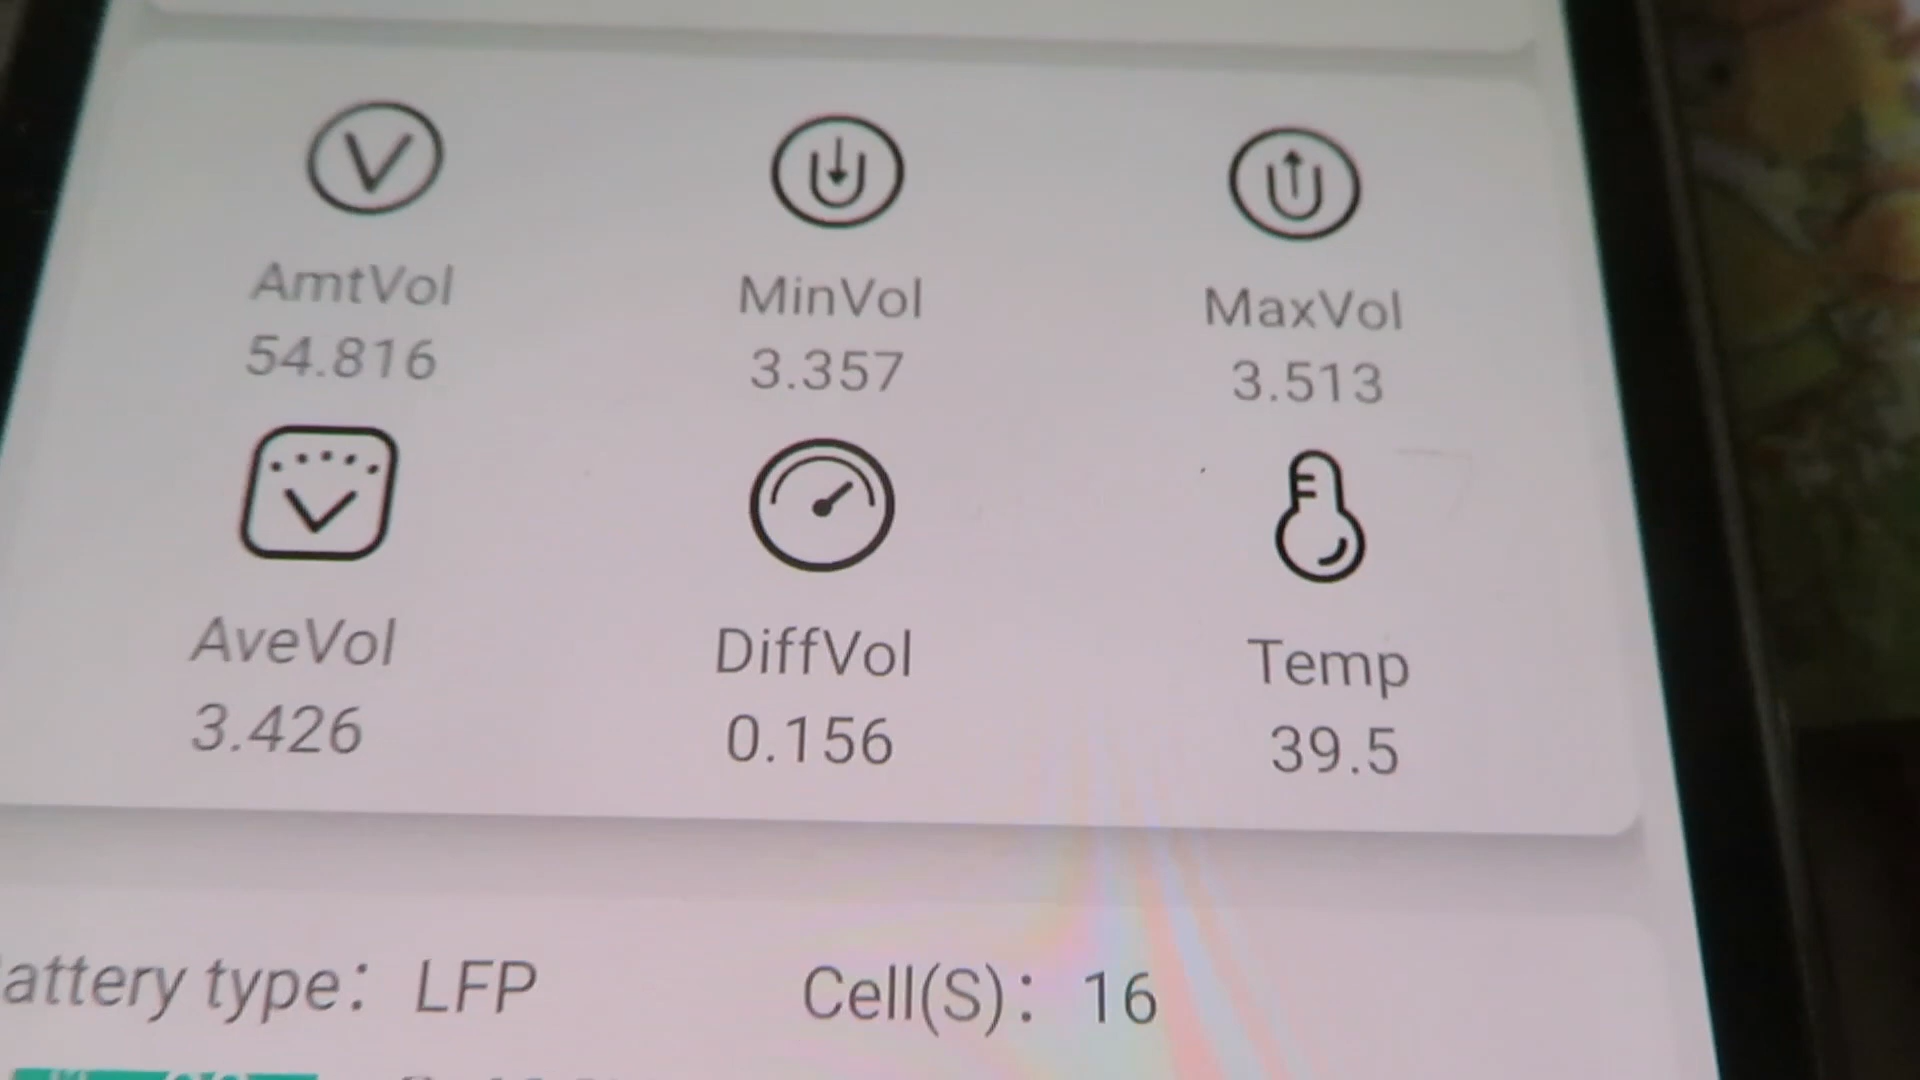 AmtVol MinVol MaxVol
54.816 3.357 3.513
AveVol DiffVol Temp
3.426 0.156 39.5
attery type: LFP Cell(S): 16